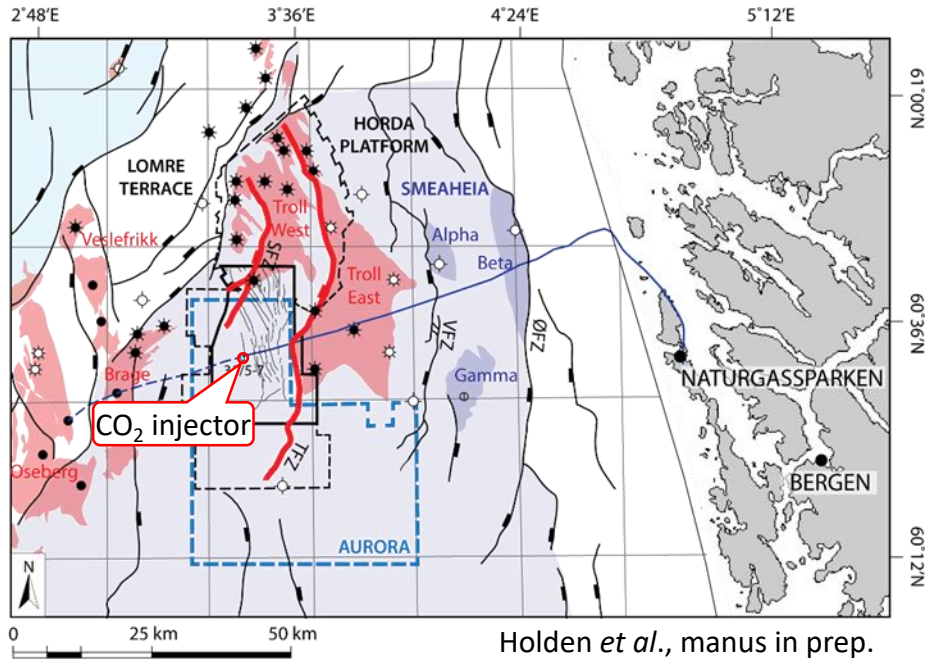 2°48'E 3°36'E 4°24'E 5°12'E
61°00'N
HORDA
PLATFORM
LOMRE
TERRACE
SMEAHEIA
Troll
West
Veslefrikk
SFZ
Alpha
Beta
Troll
East
60°36'N
VFZ
ØFZ
Brage
5-7
Gamma
NATURGASSPARKEN
CO₂ injector
TFZ
Oseberg
BERGEN
AURORA
60°12'N
N
0 25 km 50 km
Holden et al., manus in prep.